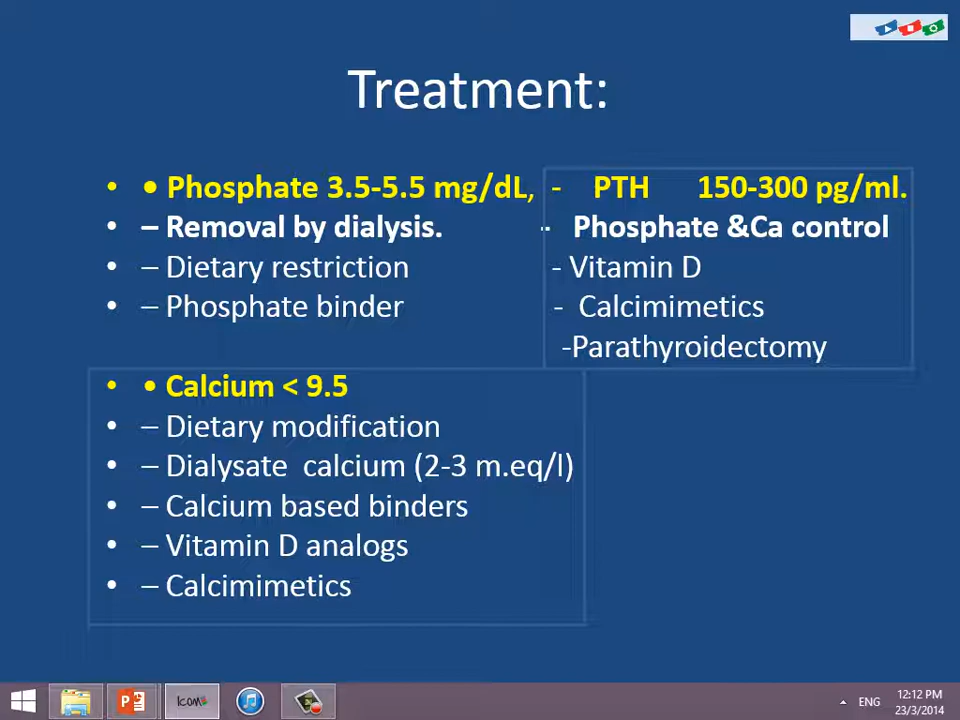 Treatment:
• • Phosphate 3.5-5.5 mg/dL,
• – Removal by dialysis.
• – Dietary restriction
• – Phosphate binder
- PTH 150-300 pg/ml.
- Phosphate &Ca control
- Vitamin D
- Calcimimetics
-Parathyroidectomy
• • Calcium < 9.5
• – Dietary modification
• – Dialysate calcium (2-3 m.eq/l)
• – Calcium based binders
• – Vitamin D analogs
• – Calcimimetics
Icom
ENG
12:12 PM
23/3/2014